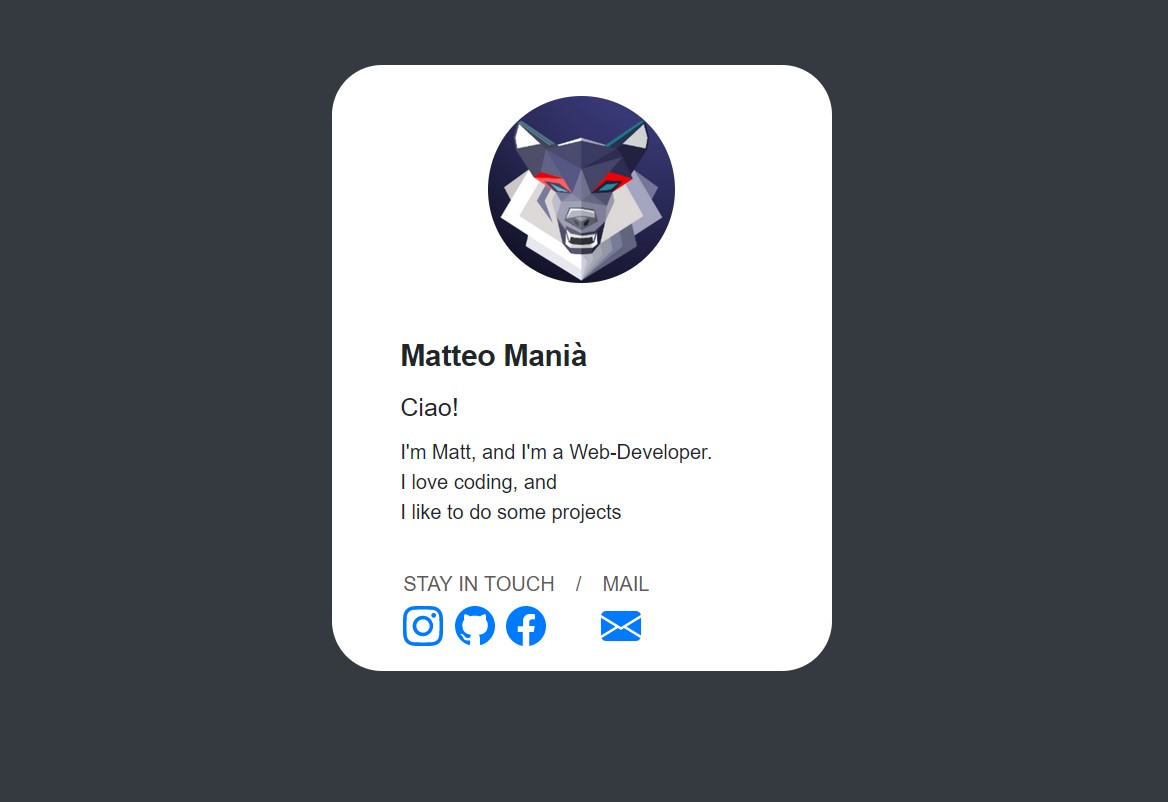 Matteo Manià
Ciao!
I'm Matt, and I'm a Web-Developer.
I love coding, and
I like to do some projects
STAY IN TOUCH / MAIL